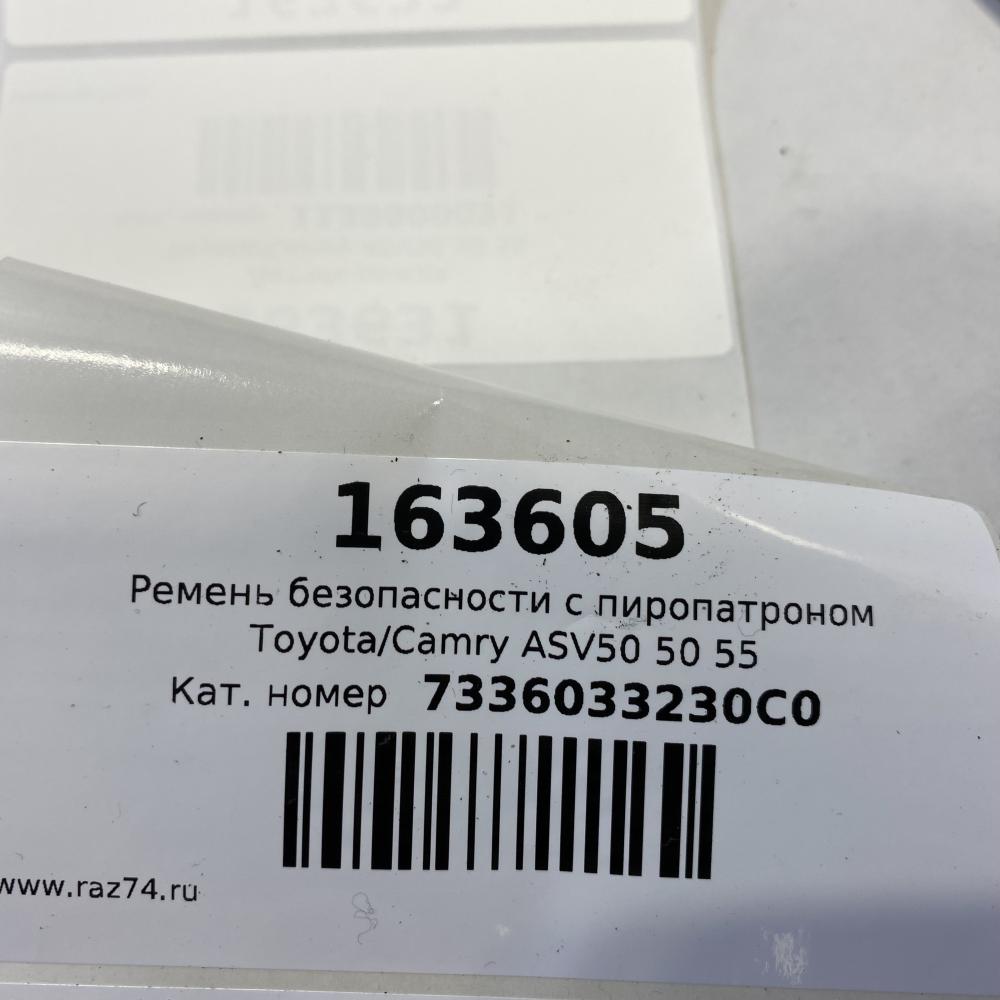 163605
Ремень безопасности с пиропатроном
Toyota/Camry ASV50 50 55
Кат. номер 7336033230C0
www.raz74.ru